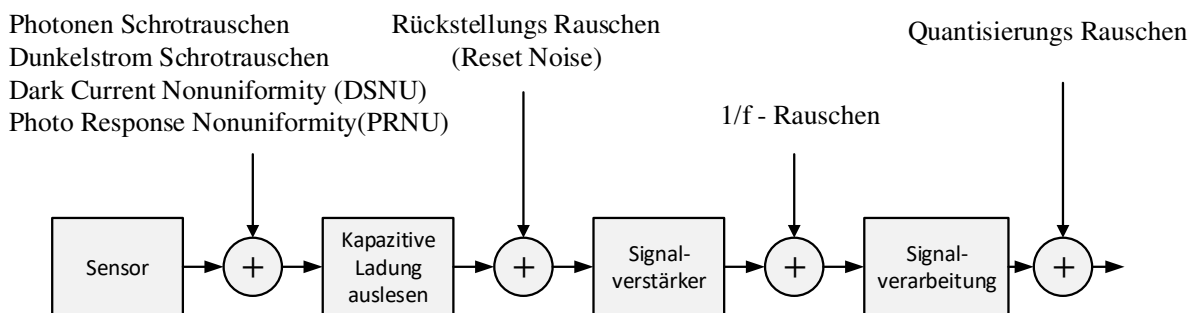 Photonen Schrotrauschen
Dunkelstrom Schrotrauschen
Dark Current Nonuniformity (DSNU)
Photo Response Nonuniformity(PRNU)
Rückstellungs Rauschen
(Reset Noise)
1/f - Rauschen
Quantisierungs Rauschen
Sensor
+
Kapazitive
Ladung
auslesen
+
Signal-
verstärker
+
Signal-
verarbeitung
+